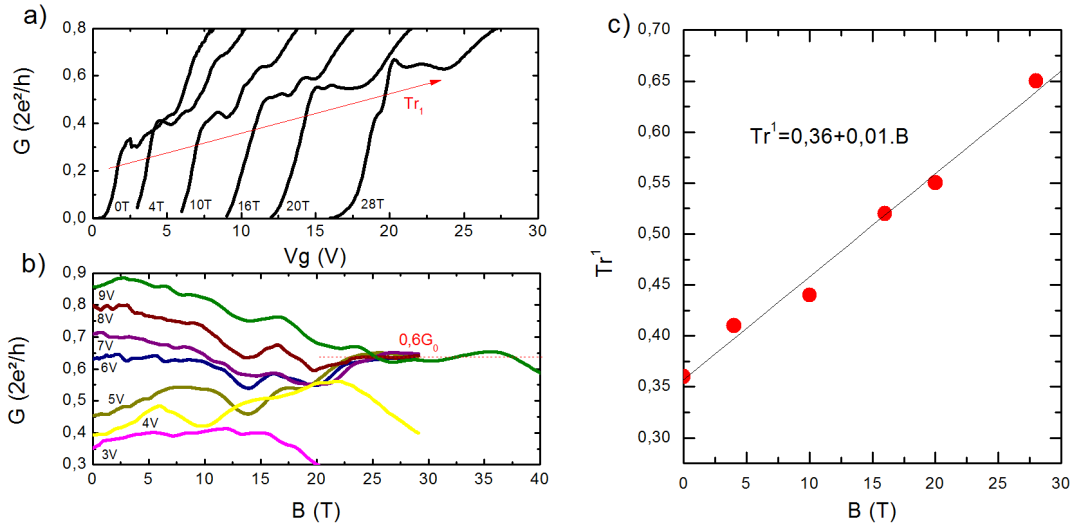 a)
0,8
0,6
0,4
0,2
0,0
G (2e²/h)
0T
4T
10T
16T
20T
28T
Tr₁
0 5 10 15 20 25 30
Vg (V)
b)
0,9
0,8
0,7
0,6
0,5
0,4
0,3
G (2e²/h)
9V
8V
7V
6V
5V
4V
3V
0,6G₀
0 5 10 15 20 25 30 35 40
B (T)
c)
0,70
0,65
0,60
0,55
0,50
0,45
0,40
0,35
0,30
Tr¹
Tr¹=0,36+0,01.B
0 5 10 15 20 25 30
B (T)